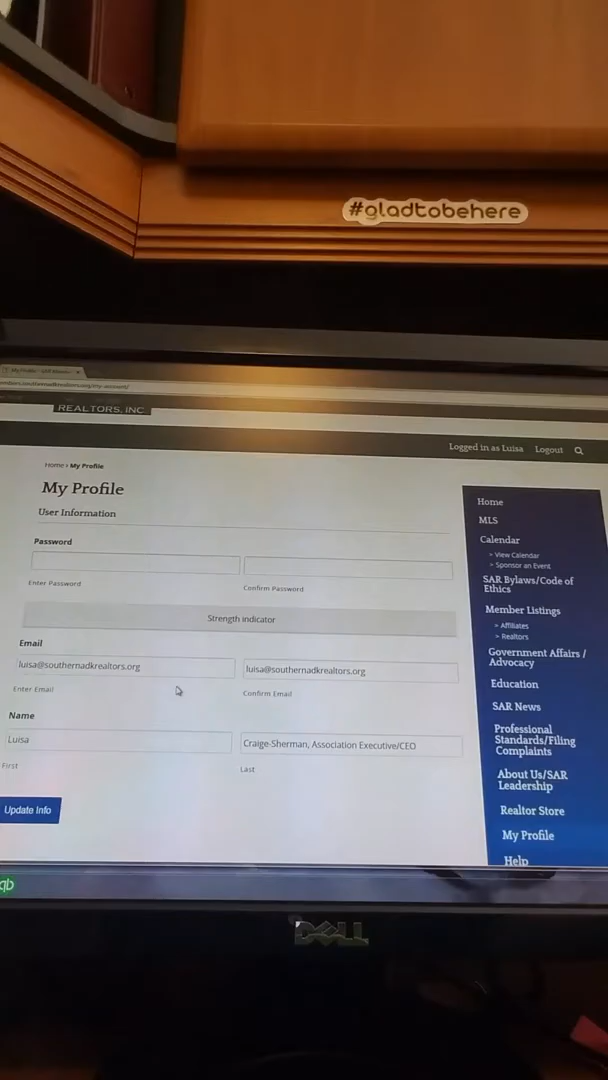 #gladtobehere
REALTORS, INC
Logged in as Luisa Logout
Home › My Profile
My Profile
User Information
Password
Enter Password
Confirm Password
Strength indicator
Email
luisa@southernadkrealtors.org
luisa@southernadkrealtors.org
Enter Email
Confirm Email
Name
Luisa
Craige-Sherman, Association Executive/CEO
First
Last
Update Info
Home
MLS
Calendar
> View Calendar
> Sponsor an Event
SAR Bylaws/Code of
Ethics
Member Listings
> Affiliates
> Realtors
Government Affairs /
Advocacy
Education
SAR News
Professional
Standards/Filing
Complaints
About Us/SAR
Leadership
Realtor Store
My Profile
Help
qb
DELL